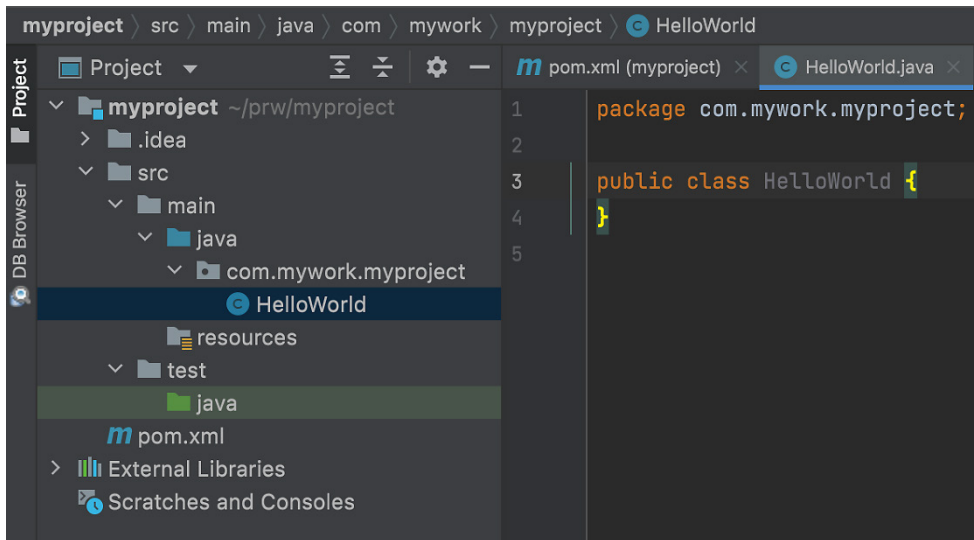 myproject 〉 src 〉 main 〉 java 〉 com 〉 mywork 〉 myproject 〉 C HelloWorld
Project
DB Browser
Project
myproject ~/prw/myproject
.idea
src
main
java
com.mywork.myproject
C HelloWorld
resources
test
java
m pom.xml
External Libraries
Scratches and Consoles
m pom.xml (myproject) × C HelloWorld.java ×
1 package com.mywork.myproject;
2
3 public class HelloWorld {
4 }
5